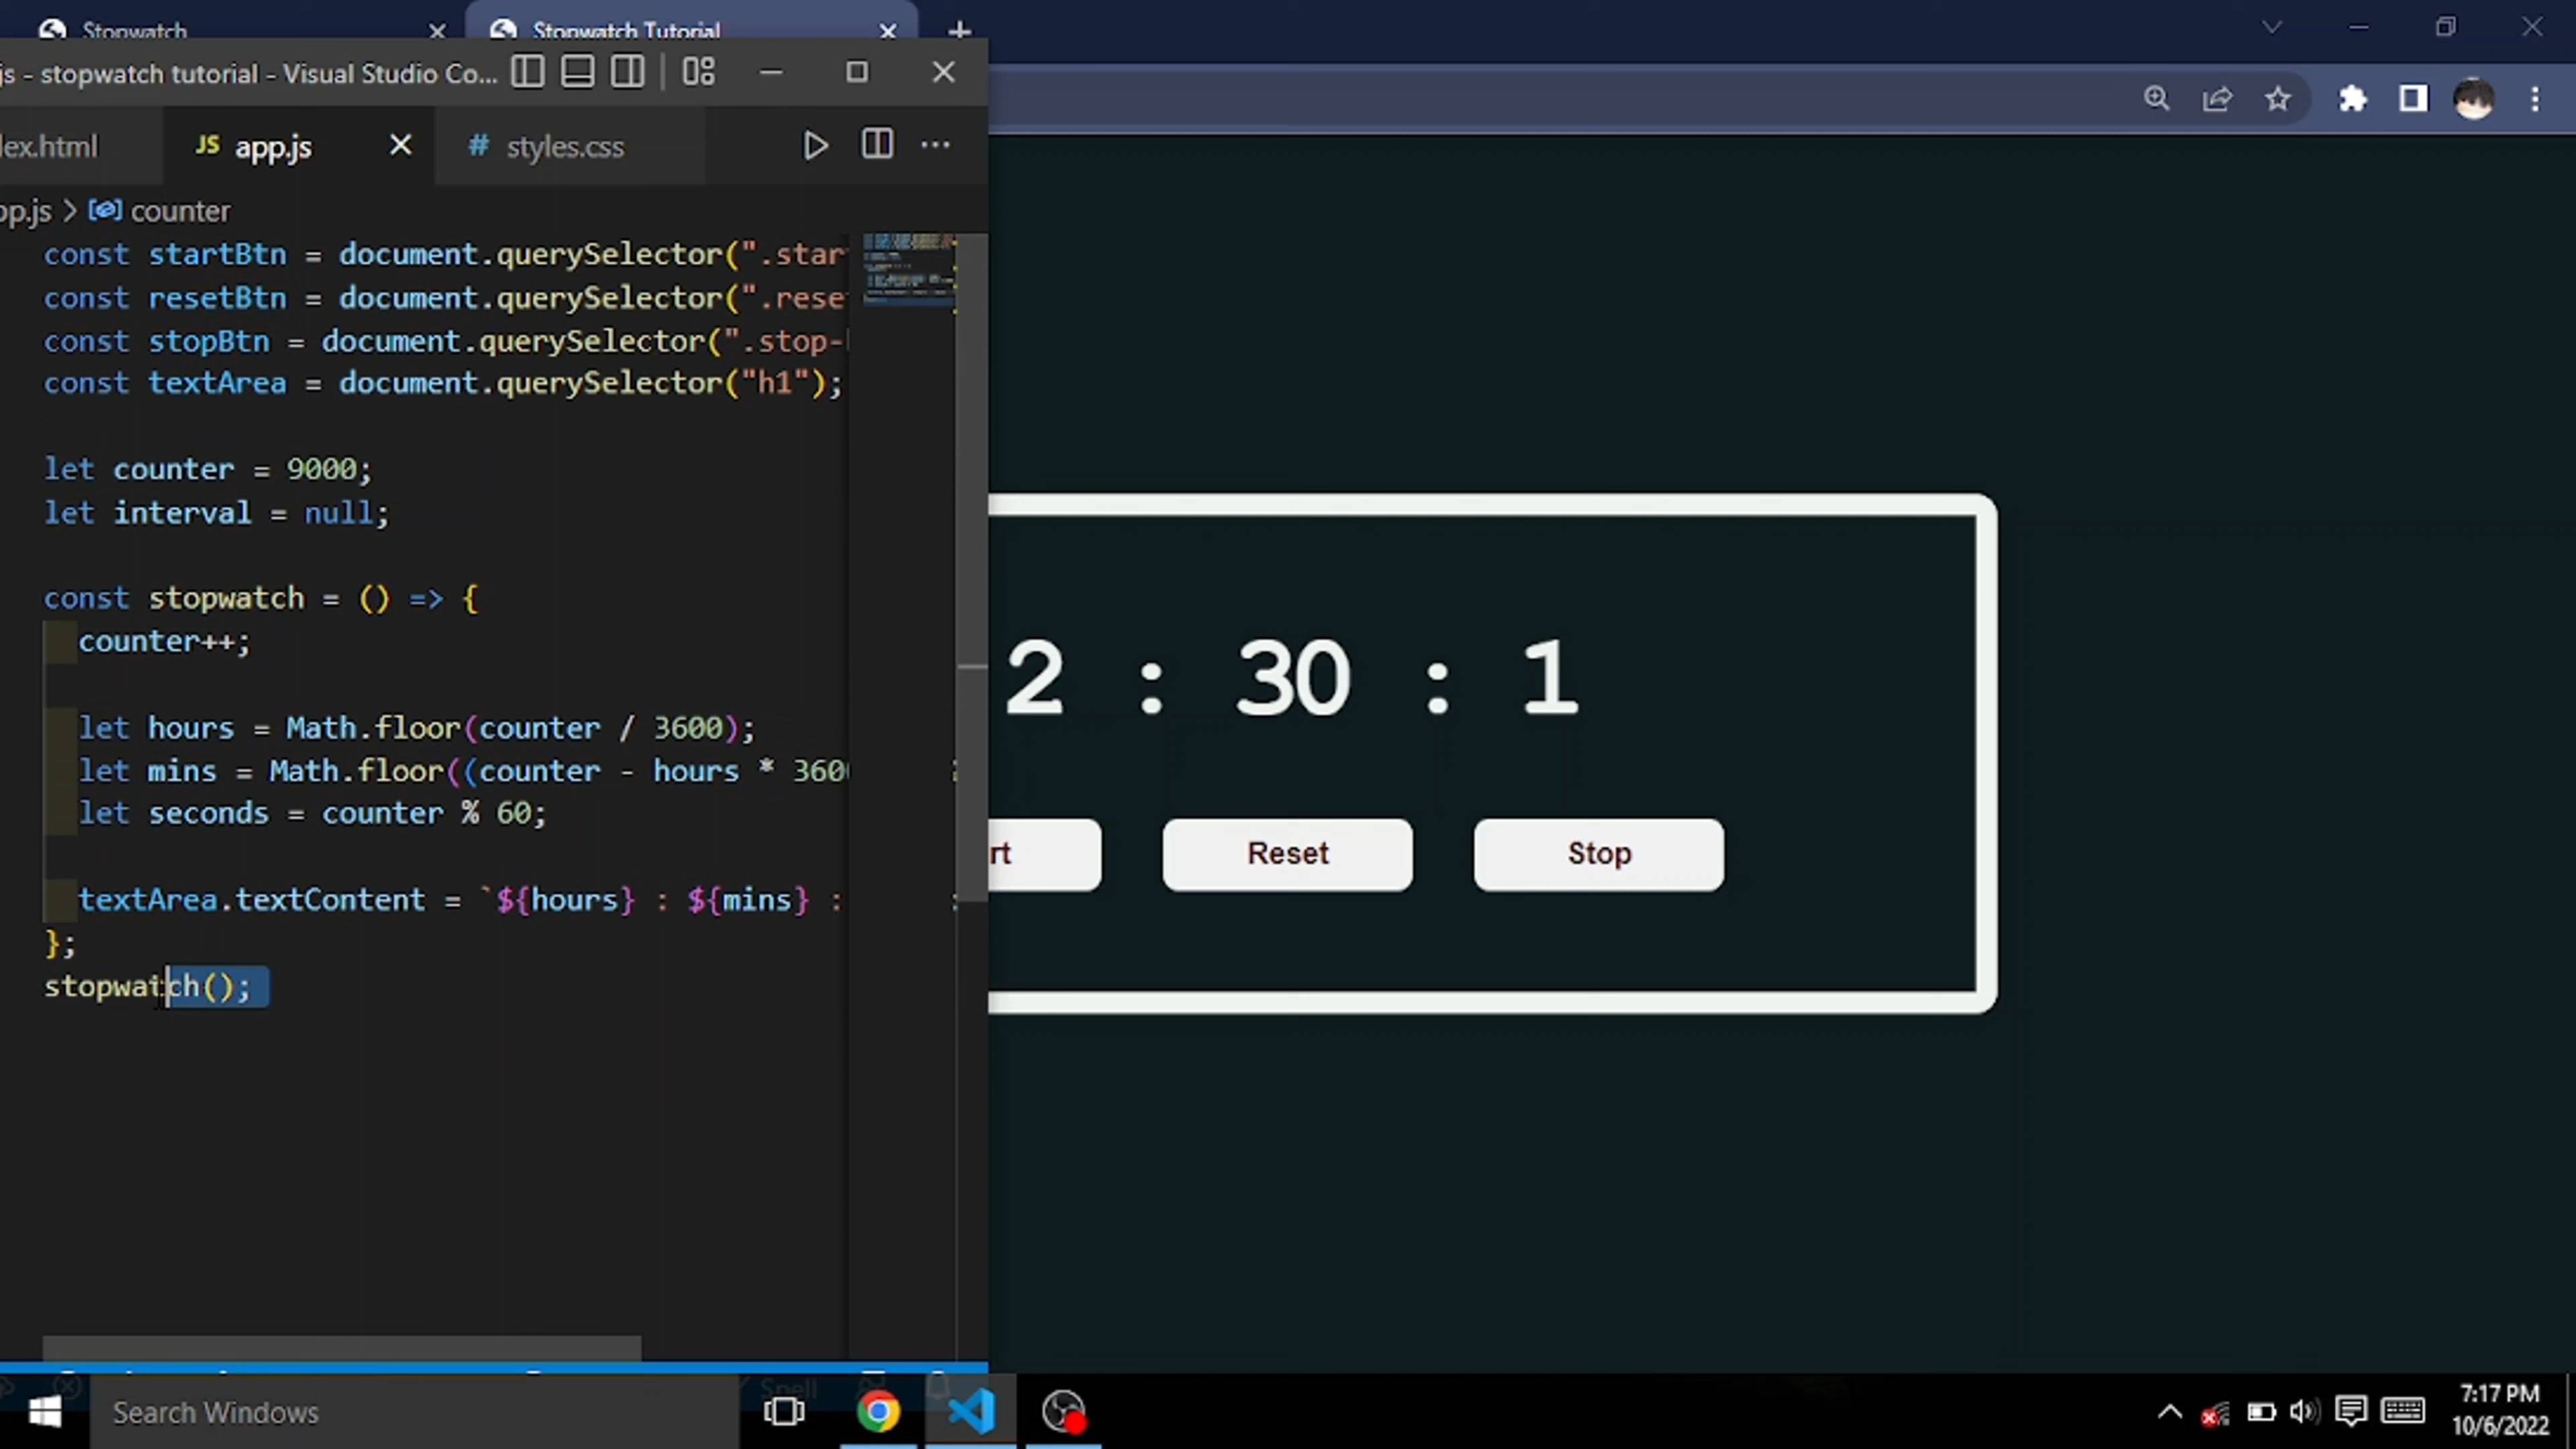 Stopwatch
Stopwatch Tutorial
js - stopwatch tutorial - Visual Studio Co...
lex.html
JS app.js
# styles.css
pp.js > counter
const startBtn = document.querySelector(".star
const resetBtn = document.querySelector(".rese
const stopBtn = document.querySelector(".stop-
const textArea = document.querySelector("h1");
let counter = 9000;
let interval = null;
const stopwatch = () => {
counter++;
let hours = Math.floor(counter / 3600);
let mins = Math.floor((counter - hours * 360
let seconds = counter % 60;
textArea.textContent = `${hours} : ${mins} :
};
stopwatch();
2 : 30 : 1
rt
Reset
Stop
Spell
Search Windows
7:17 PM
10/6/2022